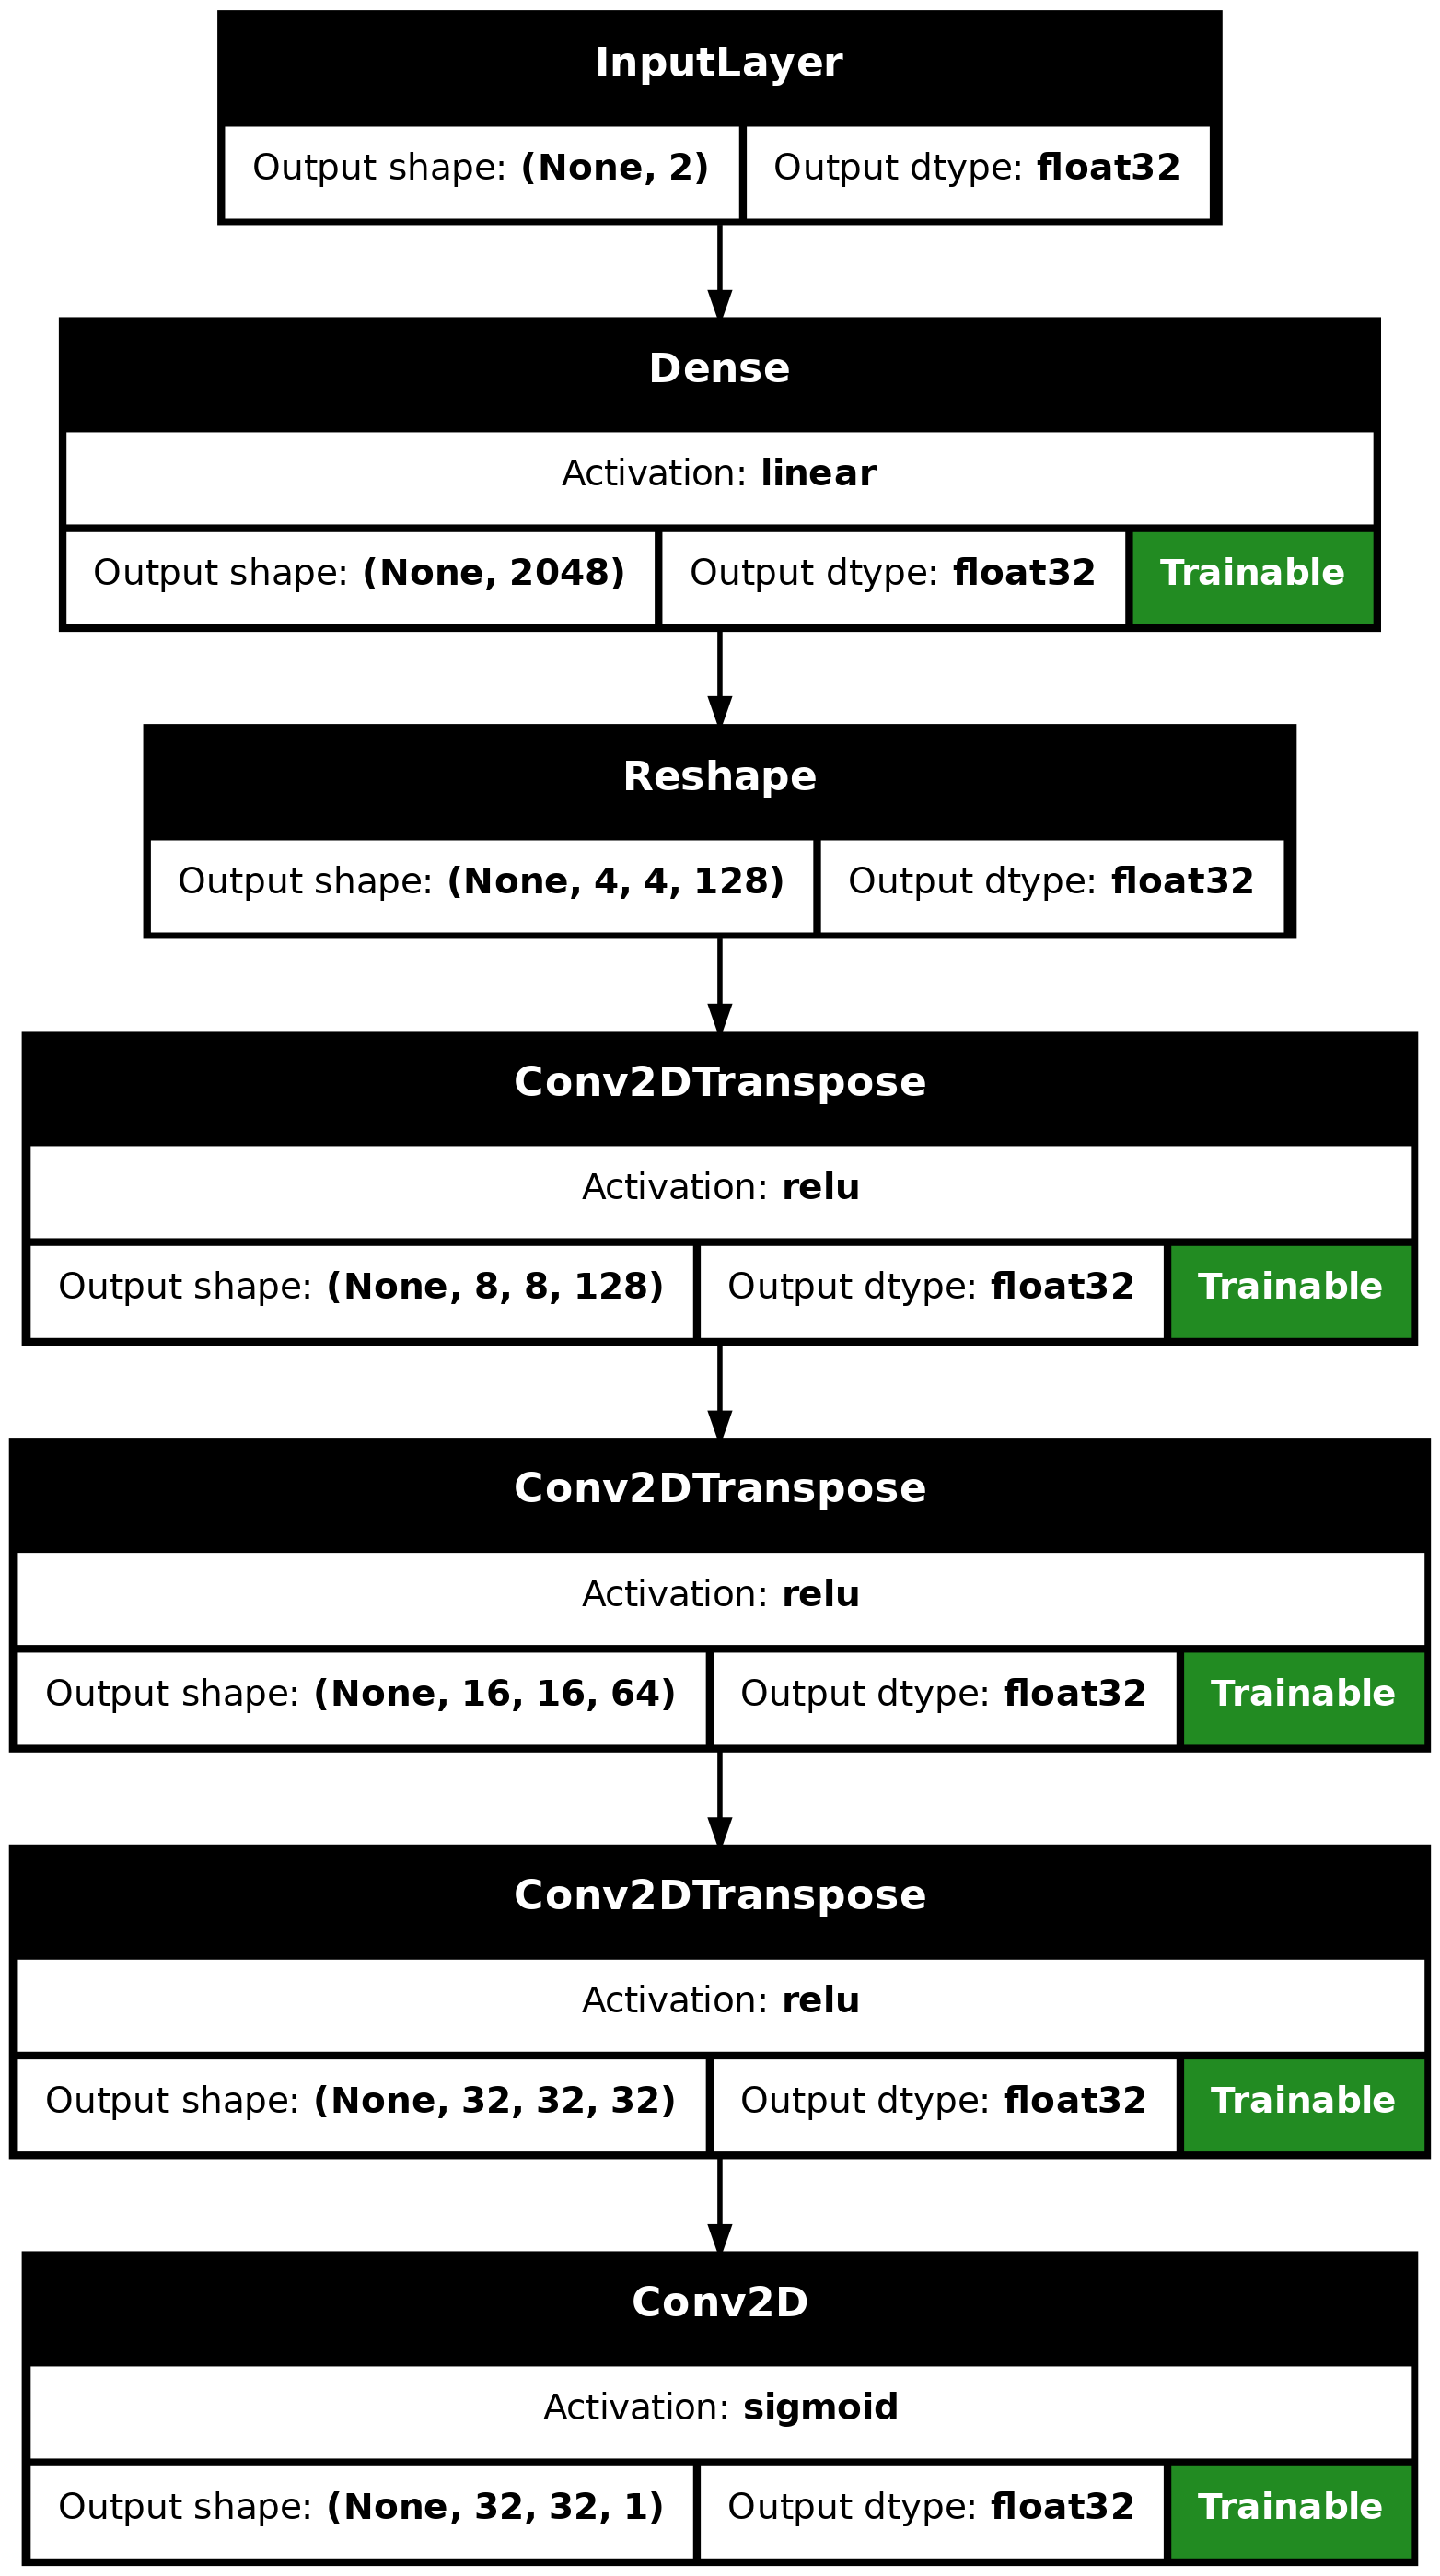 InputLayer
Output shape: (None, 2) Output dtype: float32
Dense
Activation: linear
Output shape: (None, 2048) Output dtype: float32 Trainable
Reshape
Output shape: (None, 4, 4, 128) Output dtype: float32
Conv2DTranspose
Activation: relu
Output shape: (None, 8, 8, 128) Output dtype: float32 Trainable
Conv2DTranspose
Activation: relu
Output shape: (None, 16, 16, 64) Output dtype: float32 Trainable
Conv2DTranspose
Activation: relu
Output shape: (None, 32, 32, 32) Output dtype: float32 Trainable
Conv2D
Activation: sigmoid
Output shape: (None, 32, 32, 1) Output dtype: float32 Trainable